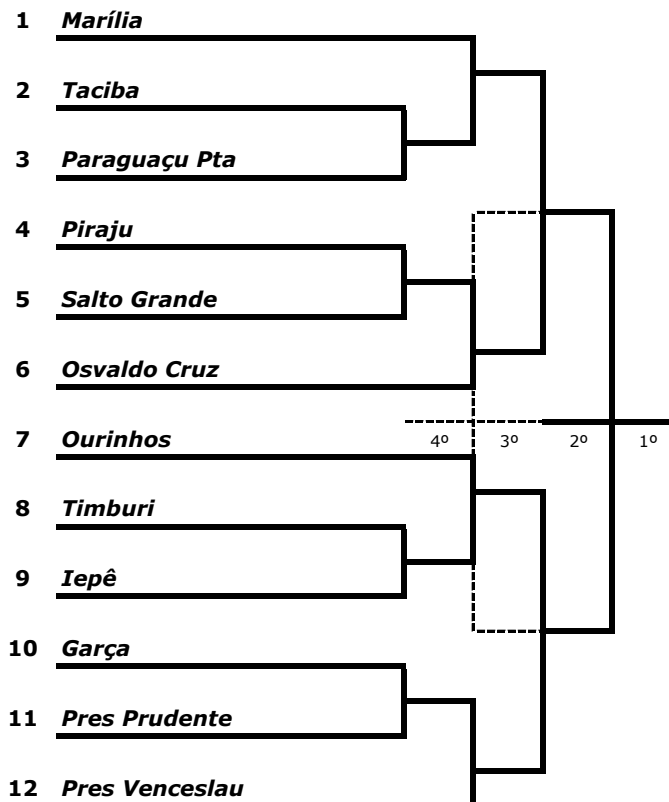 1 Marília
2 Taciba
3 Paraguaçu Pta
4 Piraju
5 Salto Grande
6 Osvaldo Cruz
7 Ourinhos
4º 3º 2º 1º
8 Timburi
9 Iepê
10 Garça
11 Pres Prudente
12 Pres Venceslau